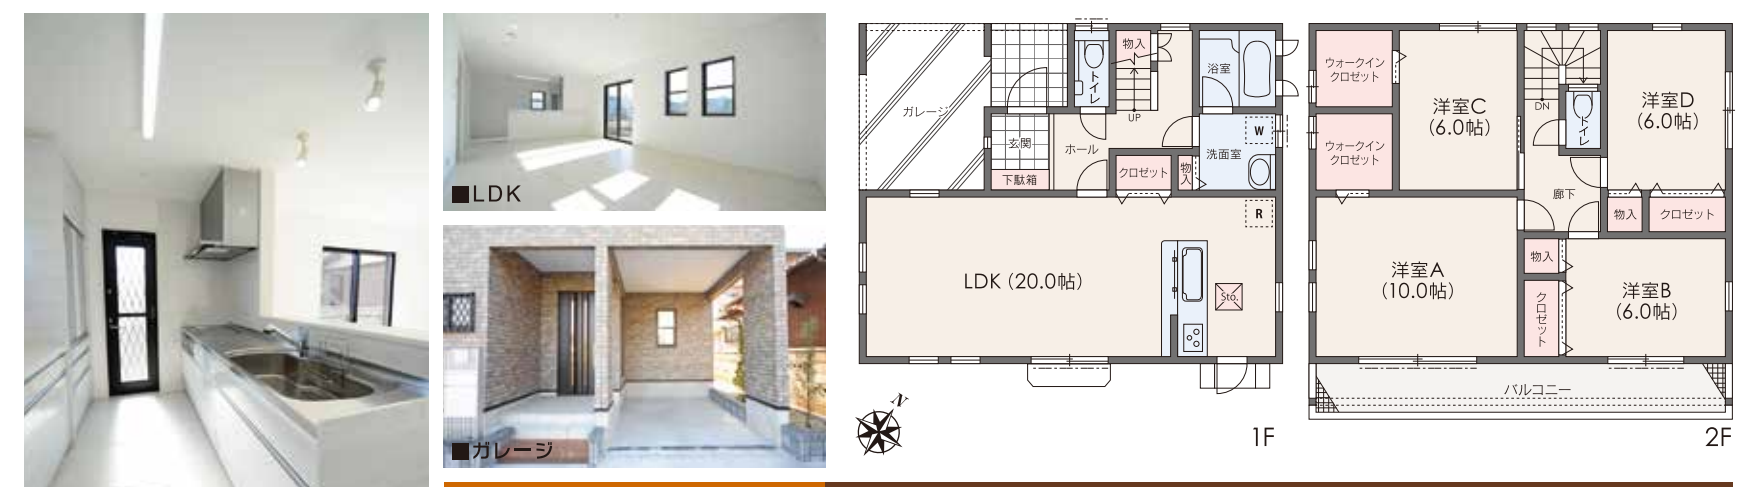 ■LDK
■ガレージ
ガレージ
トイレ
物入
UP
浴室
玄関
下駄箱
ホール
クロゼット
物入
洗面室
W
R
LDK (20.0帖)
Sto.
N
1F
ウォークイン
クロゼット
ウォークイン
クロゼット
洋室C
(6.0帖)
DN
トイレ
洋室D
(6.0帖)
廊下
物入
クロゼット
洋室A
(10.0帖)
物入
クロゼット
洋室B
(6.0帖)
バルコニー
2F